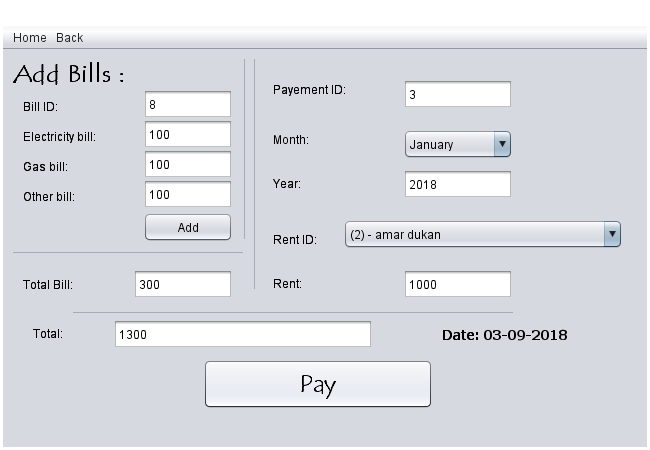 Home Back
Add Bills :
Bill ID: 8
Electricity bill: 100
Gas bill: 100
Other bill: 100
Add
Total Bill: 300
Payement ID: 3
Month: January
Year: 2018
Rent ID: (2) - amar dukan
Rent: 1000
Total: 1300
Date: 03-09-2018
Pay